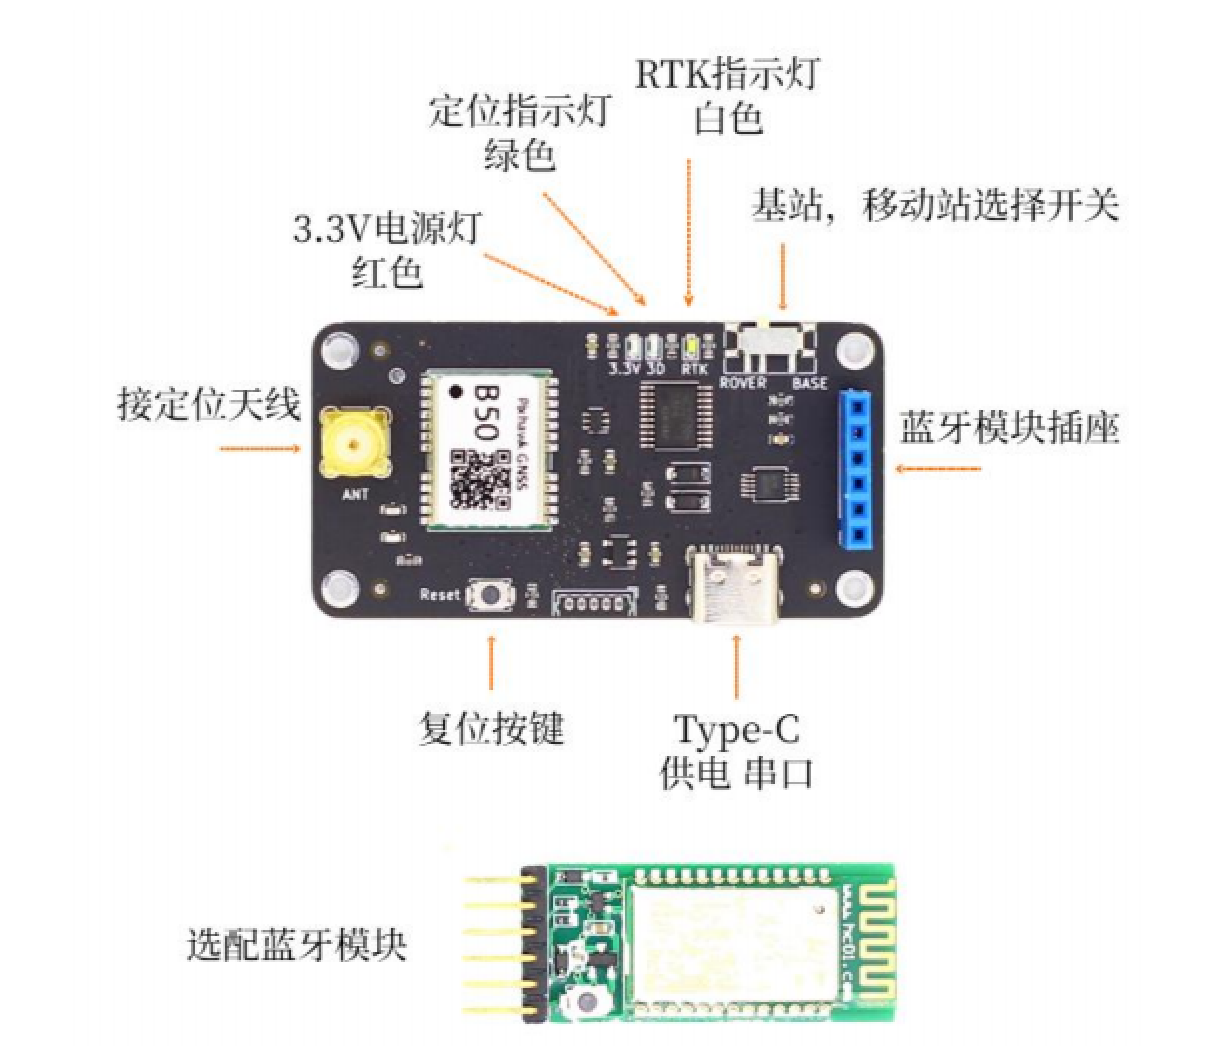 RTK指示灯
白色
定位指示灯
绿色
基站，移动站选择开关
3.3V电源灯
红色
3.3V 3D RTK
ROVER BASE
接定位天线
B50
GNSS
蓝牙模块插座
ANT
Reset
复位按键
Type-C
供电 串口
选配蓝牙模块
www.hc01.com